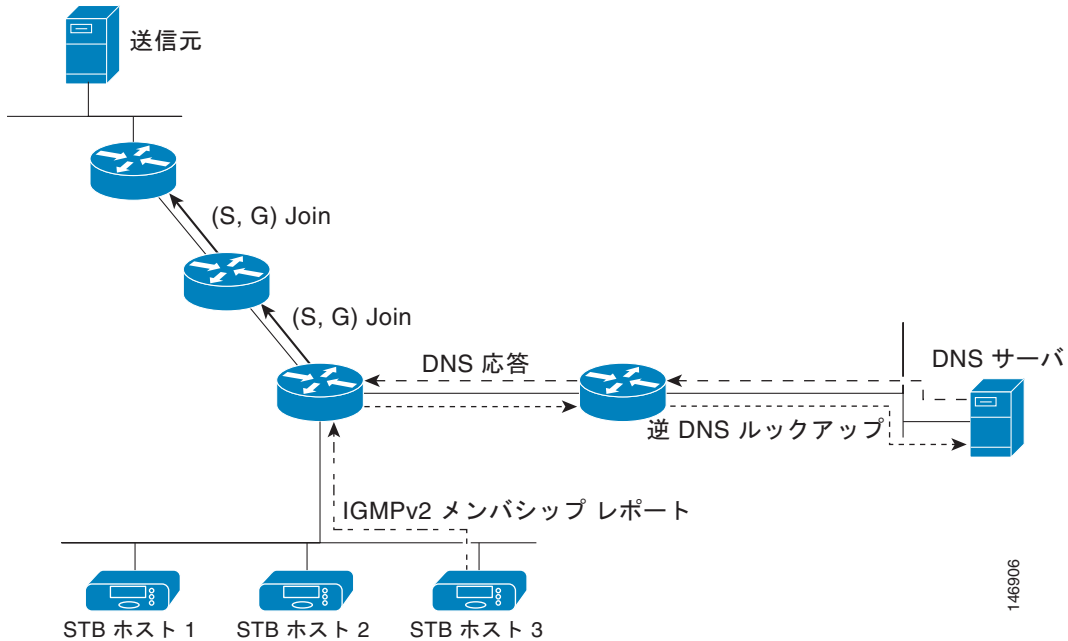 送信元
(S, G) Join
(S, G) Join
DNS 応答
DNS サーバ
逆 DNS ルックアップ
IGMPv2 メンバシップ レポート
STB ホスト 1
STB ホスト 2
STB ホスト 3
146906